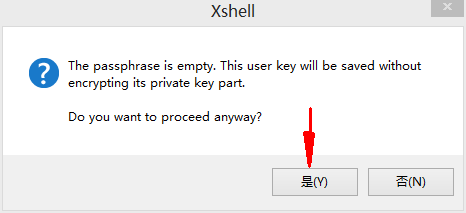 Xshell
The passphrase is empty. This user key will be saved without
encrypting its private key part.
Do you want to proceed anyway?
是(Y)
否(N)